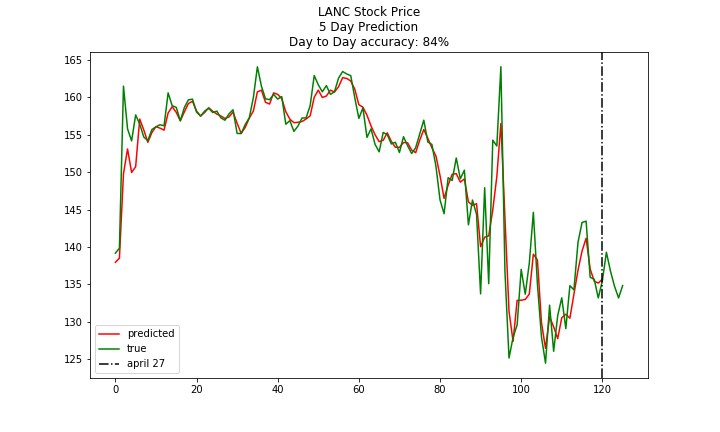 LANC Stock Price
5 Day Prediction
Day to Day accuracy: 84%
165
160
155
150
145
140
135
130
125
predicted
true
april 27
0 20 40 60 80 100 120